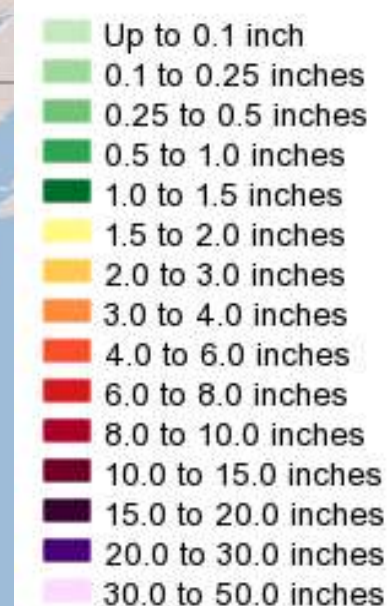 Up to 0.1 inch
0.1 to 0.25 inches
0.25 to 0.5 inches
0.5 to 1.0 inches
1.0 to 1.5 inches
1.5 to 2.0 inches
2.0 to 3.0 inches
3.0 to 4.0 inches
4.0 to 6.0 inches
6.0 to 8.0 inches
8.0 to 10.0 inches
10.0 to 15.0 inches
15.0 to 20.0 inches
20.0 to 30.0 inches
30.0 to 50.0 inches